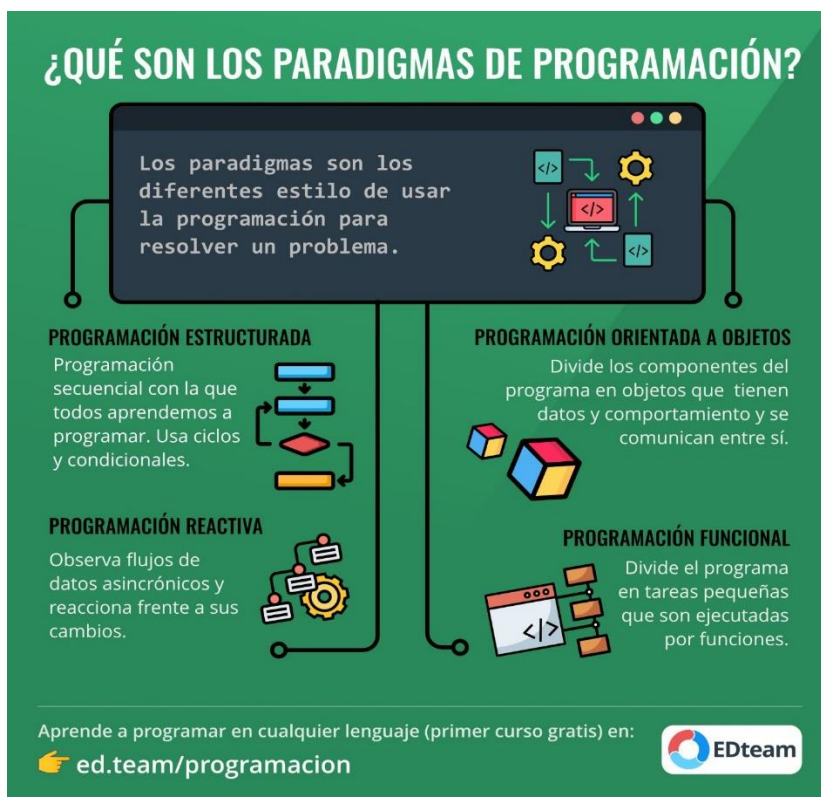 ¿QUÉ SON LOS PARADIGMAS DE PROGRAMACIÓN?
Los paradigmas son los
diferentes estilo de usar
la programación para
resolver un problema.
</>
</>
</>
PROGRAMACIÓN ESTRUCTURADA
Programación
secuencial con la que
todos aprendemos a
programar. Usa ciclos
y condicionales.
PROGRAMACIÓN ORIENTADA A OBJETOS
Divide los componentes del
programa en objetos que tienen
datos y comportamiento y se
comunican entre sí.
PROGRAMACIÓN REACTIVA
Observa flujos de
datos asincrónicos y
reacciona frente a sus
cambios.
PROGRAMACIÓN FUNCIONAL
Divide el programa
en tareas pequeñas
que son ejecutadas
por funciones.
</>
Aprende a programar en cualquier lenguaje (primer curso gratis) en:
ed.team/programacion
EDteam